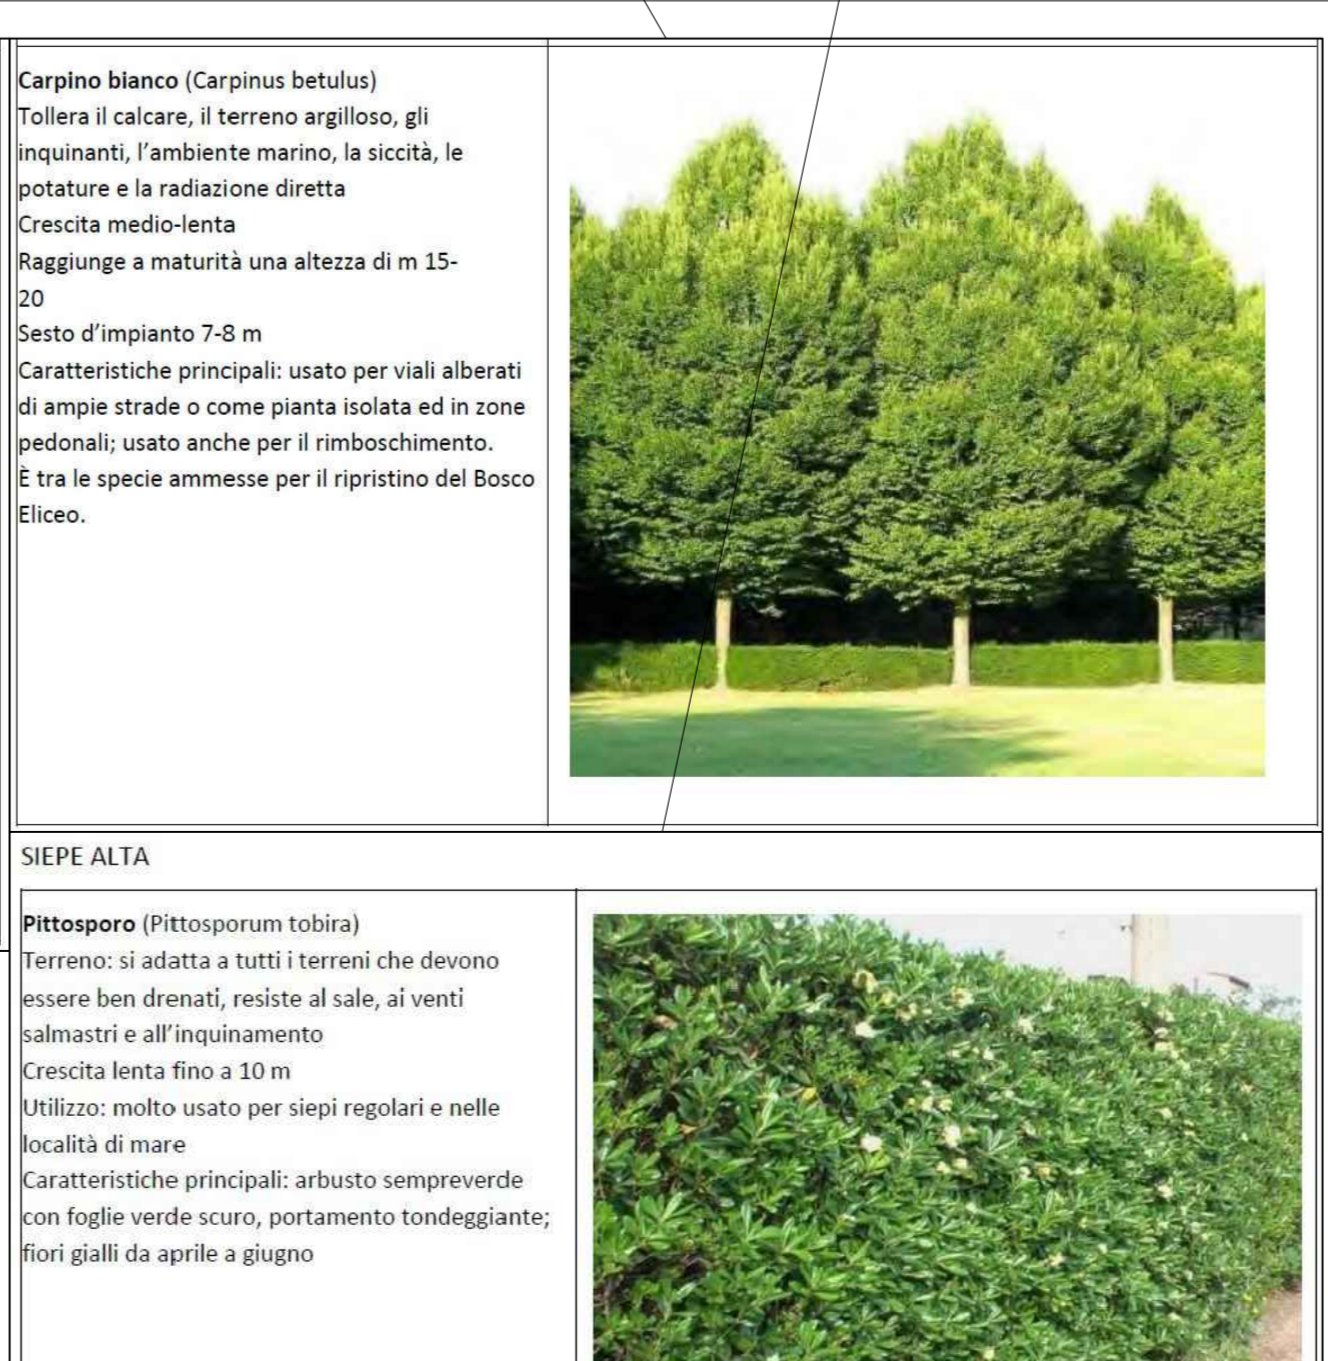 Carpino bianco (Carpinus betulus)
Tollera il calcare, il terreno argilloso, gli
inquinanti, l'ambiente marino, la siccità, le
potature e la radiazione diretta
Crescita medio-lenta
Raggiunge a maturità una altezza di m 15-
20
Sesto d'impianto 7-8 m
Caratteristiche principali: usato per viali alberati
di ampie strade o come pianta isolata ed in zone
pedonali; usato anche per il rimboschimento.
È tra le specie ammesse per il ripristino del Bosco
Eliceo.
SIEPE ALTA
Pittosporo (Pittosporum tobira)
Terreno: si adatta a tutti i terreni che devono
essere ben drenati, resiste al sale, ai venti
salmastri e all'inquinamento
Crescita lenta fino a 10 m
Utilizzo: molto usato per siepi regolari e nelle
località di mare
Caratteristiche principali: arbusto sempreverde
con foglie verde scuro, portamento tondeggiante;
fiori gialli da aprile a giugno